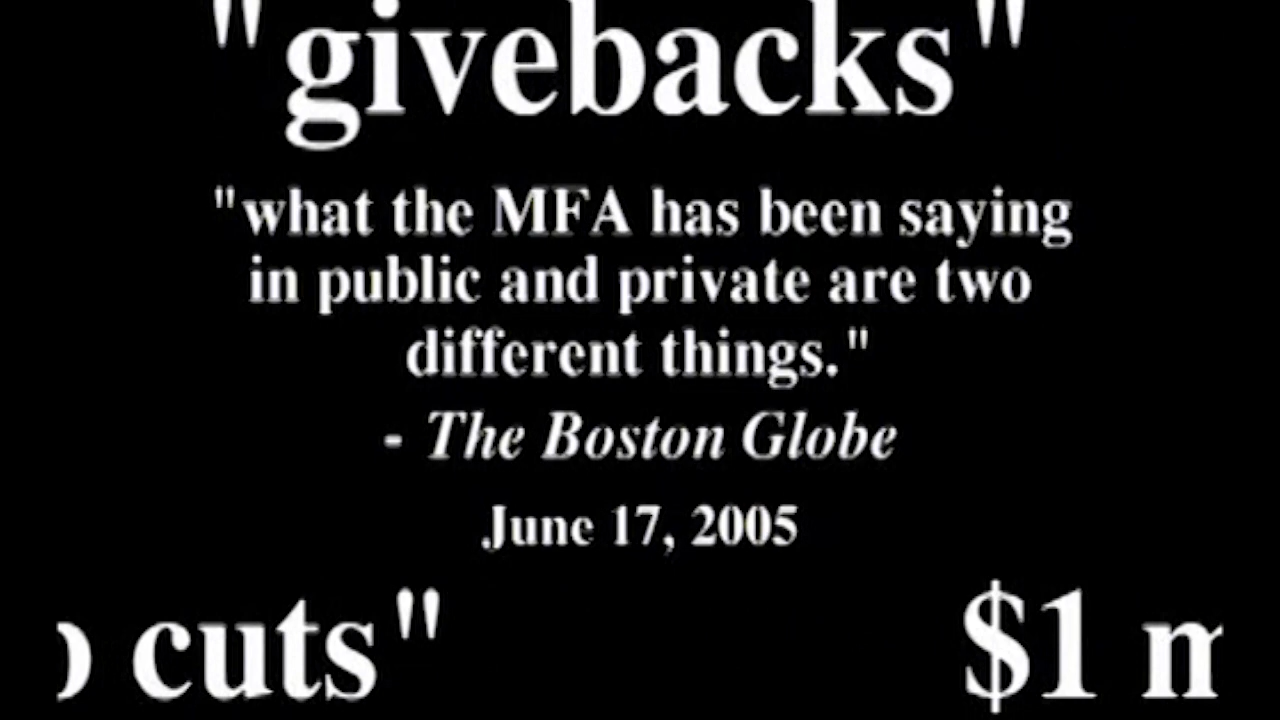 "givebacks"
"what the MFA has been saying
in public and private are two
different things."
- The Boston Globe
June 17, 2005
cuts" $1